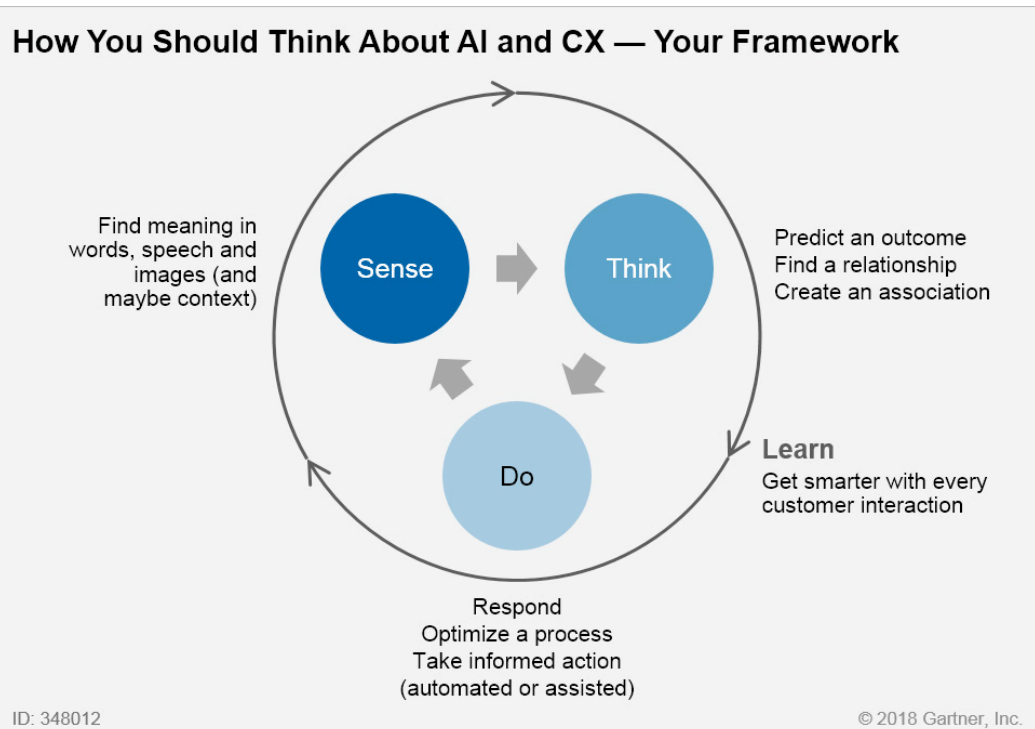 How You Should Think About AI and CX — Your Framework
Find meaning in
words, speech and
images (and
maybe context)
Sense
Think
Predict an outcome
Find a relationship
Create an association
Do
Learn
Get smarter with every
customer interaction
Respond
Optimize a process
Take informed action
(automated or assisted)
ID: 348012
© 2018 Gartner, Inc.